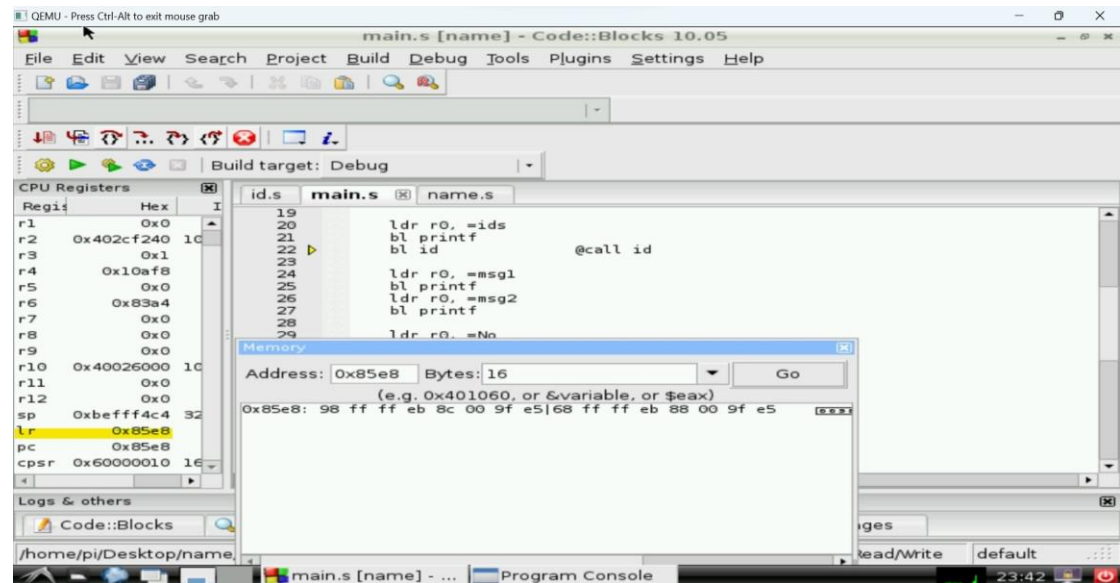 QEMU - Press Ctrl-Alt to exit mouse grab
main.s [name] - Code::Blocks 10.05
File Edit View Search Project Build Debug Tools Plugins Settings Help
Build target: Debug
CPU Registers
id.s main.s name.s
Regis Hex I
r1 0x0
r2 0x402cf240 10
r3 0x1
r4 0x10af8
r5 0x0
r6 0x83a4
r7 0x0
r8 0x0
r9 0x0
r10 0x40026000 10
r11 0x0
r12 0x0
sp 0xbefff4c4 32
lr 0x85e8
pc 0x85e8
cpsr 0x60000010 16
19
20 ldr r0, =ids
21 bl printf
22 bl id @call id
23
24 ldr r0, =msg1
25 bl printf
26 ldr r0, =msg2
27 bl printf
28
29 ldr r0, =No
Memory
Address: 0x85e8 Bytes: 16 Go
(e.g. 0x401060, or &variable, or $eax)
0x85e8: 98 ff ff eb 8c 00 9f e5|68 ff ff eb 88 00 9f e5
Logs & others
Code::Blocks ages
/home/pi/Desktop/name, Read/Write default
main.s [name] - ... Program Console 23:42